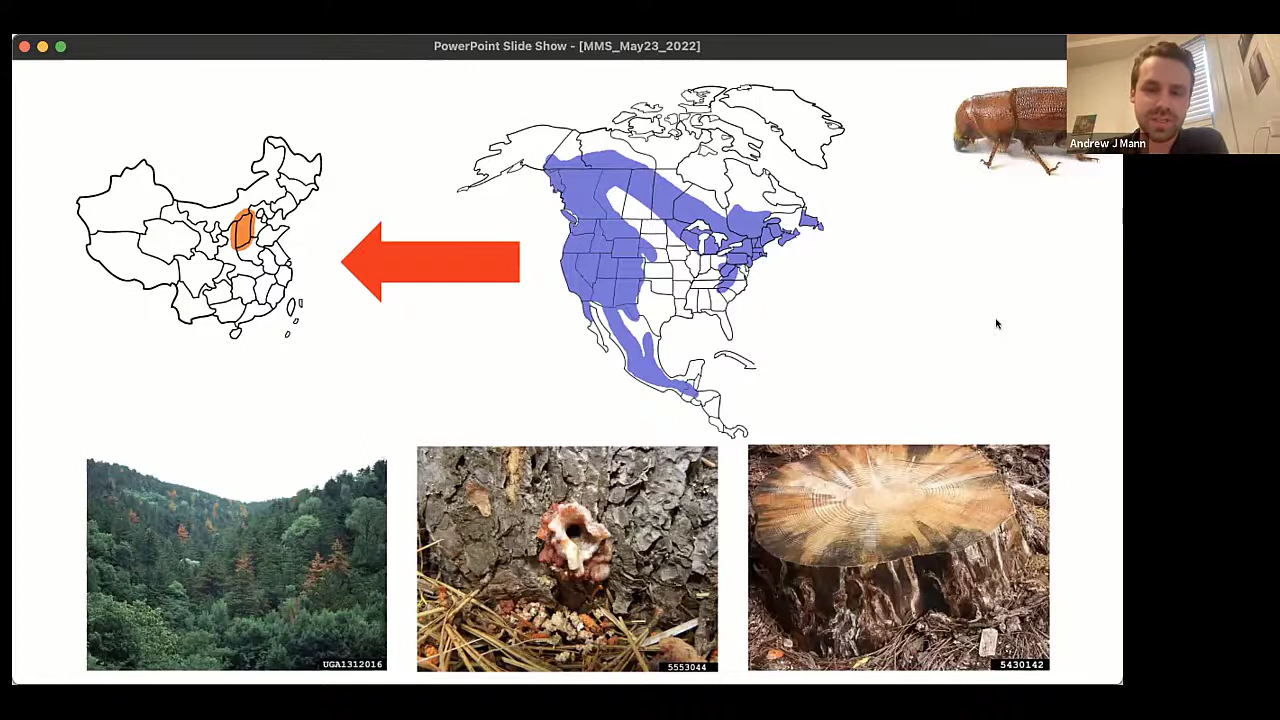 PowerPoint Slide Show - [MMS_May23_2022]
Andrew J Mann
UGA1312016
5553044
5430142